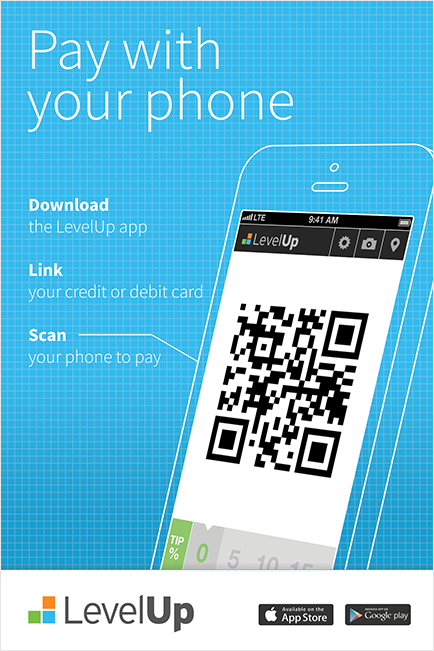 Pay with
your phone
Download
the LevelUp app
Link
your credit or debit card
Scan
your phone to pay
LTE
9:41 AM
LevelUp
TIP
%
0 5 10 15
LevelUp
Available on the
App Store
ANDROID APP ON
Google play